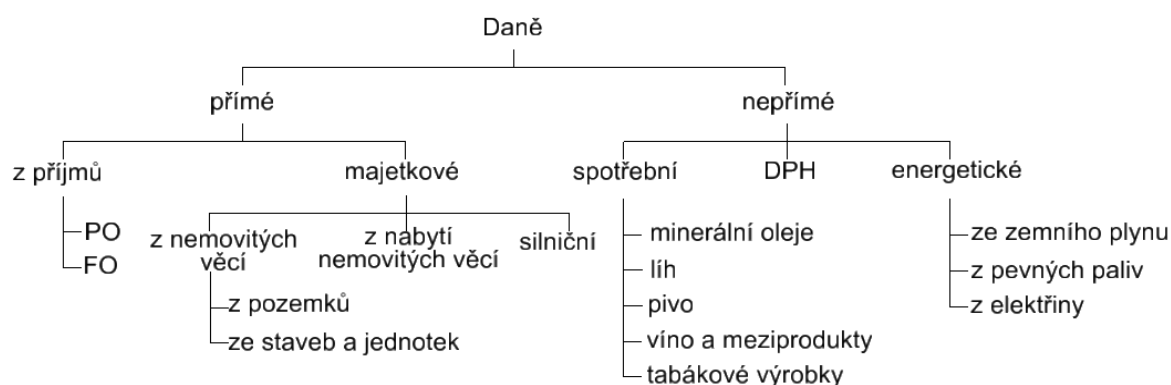 Daně
přímé
nepřímé
z příjmů
majetkové
spotřební
DPH
energetické
PO
FO
z nemovitých
věcí
z nabytí
nemovitých věcí
silniční
z pozemků
ze staveb a jednotek
minerální oleje
líh
pivo
víno a meziprodukty
tabákové výrobky
ze zemního plynu
z pevných paliv
z elektřiny